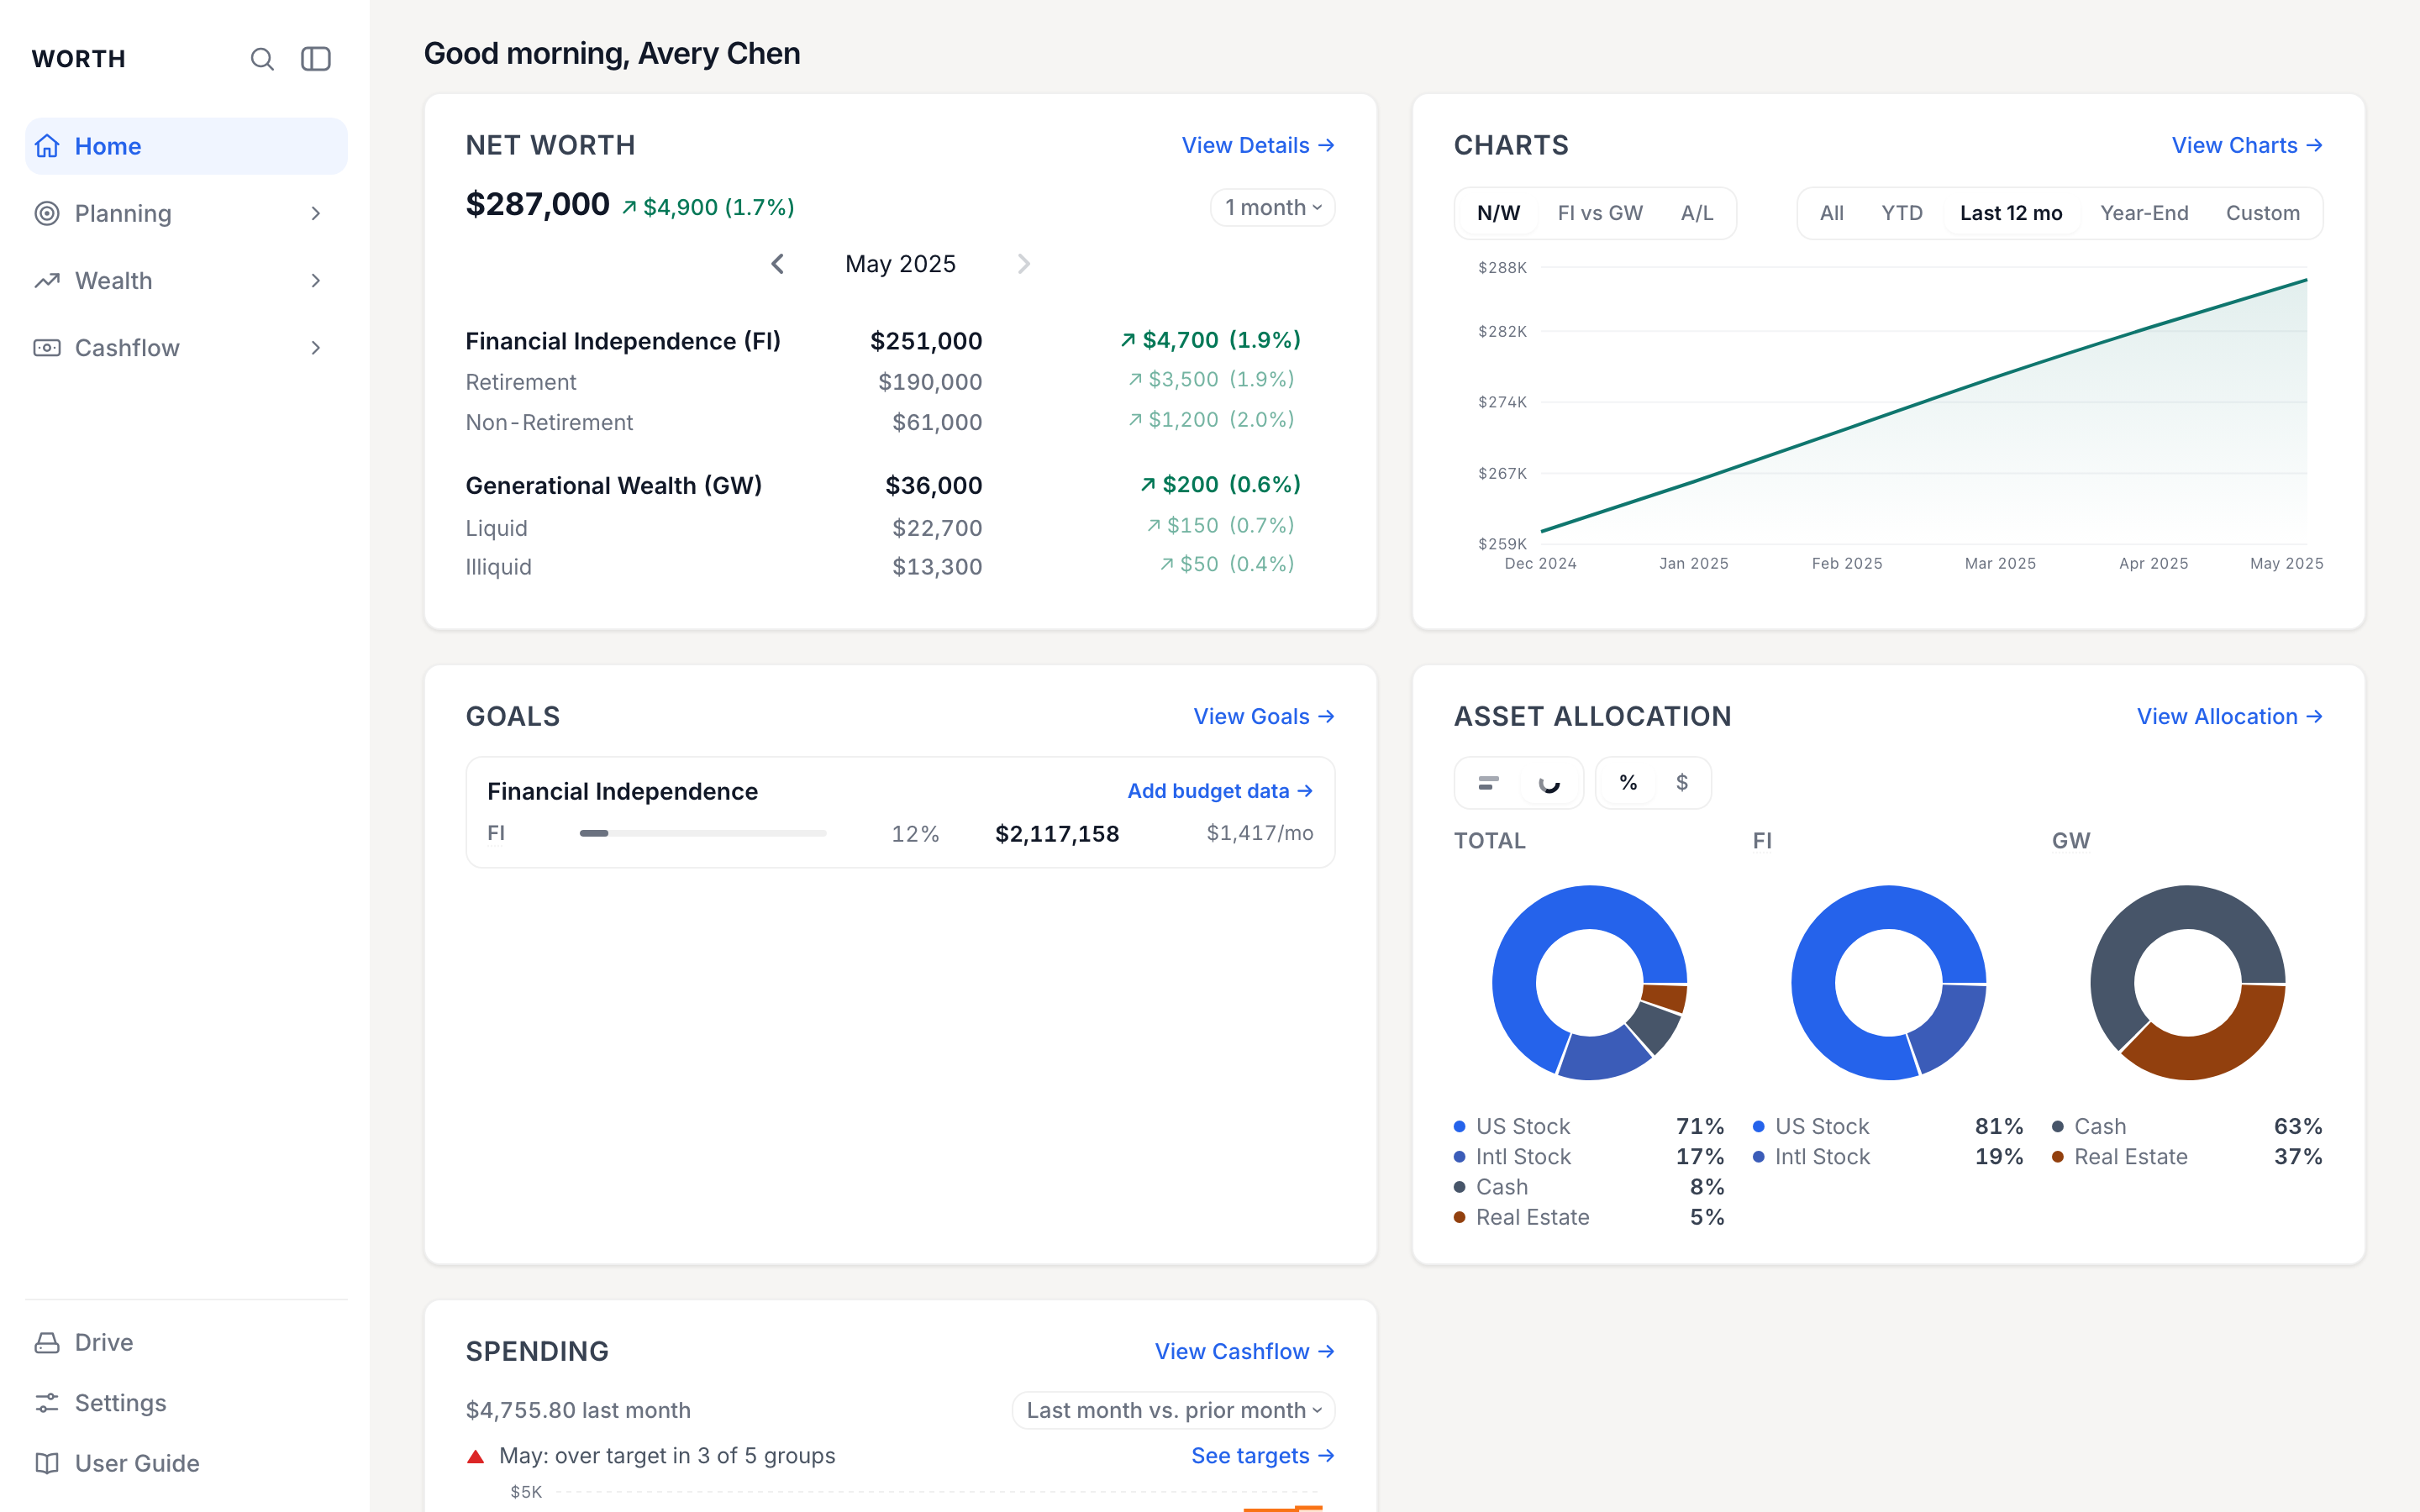 WORTH
Home
Planning
Wealth
Cashflow
Drive
Settings
User Guide
Good morning, Avery Chen
NET WORTH
View Details →
$287,000 ↗ $4,900 (1.7%)
1 month
May 2025
Financial Independence (FI) $251,000 ↗ $4,700 (1.9%)
Retirement $190,000 ↗ $3,500 (1.9%)
Non-Retirement $61,000 ↗ $1,200 (2.0%)
Generational Wealth (GW) $36,000 ↗ $200 (0.6%)
Liquid $22,700 ↗ $150 (0.7%)
Illiquid $13,300 ↗ $50 (0.4%)
CHARTS
View Charts →
N/W FI vs GW A/L
All YTD Last 12 mo Year-End Custom
$288K
$282K
$274K
$267K
$259K
Dec 2024 Jan 2025 Feb 2025 Mar 2025 Apr 2025 May 2025
GOALS
View Goals →
Financial Independence
Add budget data →
FI 12% $2,117,158 $1,417/mo
ASSET ALLOCATION
View Allocation →
% $
TOTAL
US Stock 71%
Intl Stock 17%
Cash 8%
Real Estate 5%
FI
US Stock 81%
Intl Stock 19%
GW
Cash 63%
Real Estate 37%
SPENDING
View Cashflow →
$4,755.80 last month
Last month vs. prior month
May: over target in 3 of 5 groups
See targets →
$5K